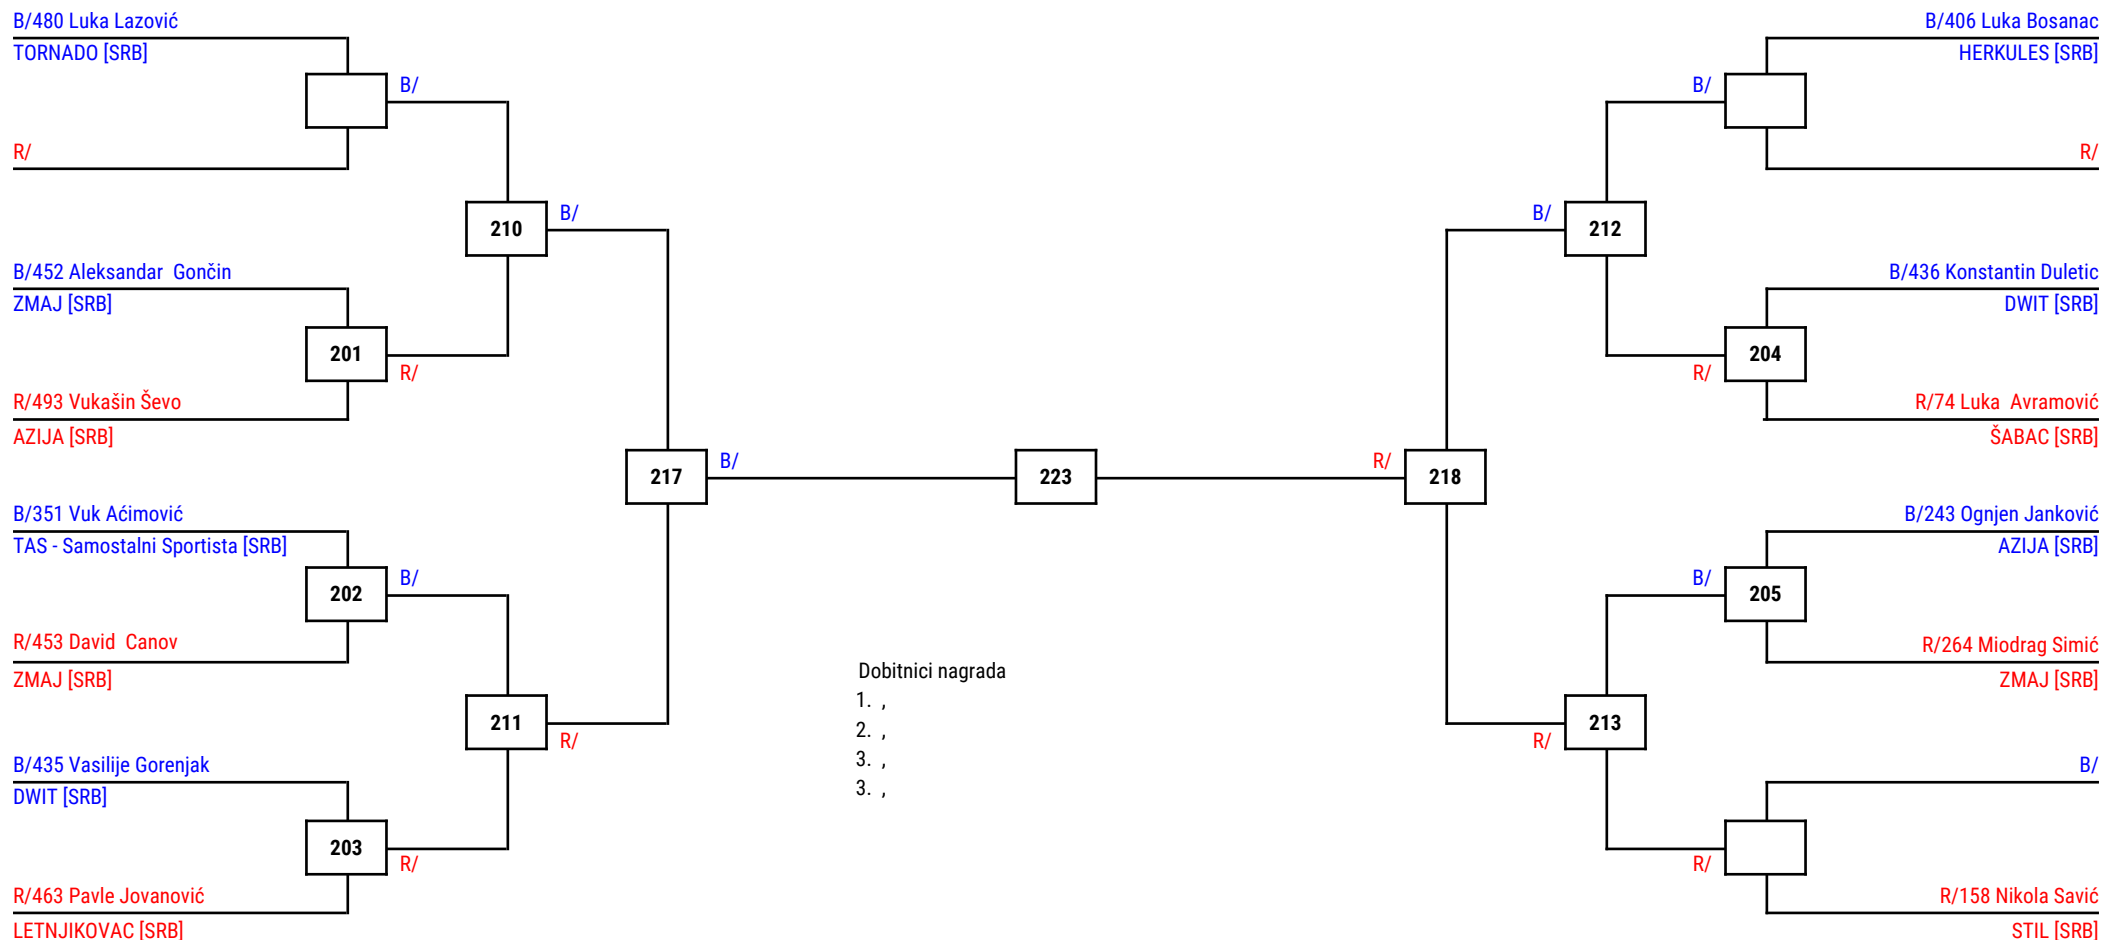 B/480 Luka Lazović
TORNADO [SRB]
B/
R/
210
B/
B/452 Aleksandar  Gončin
ZMAJ [SRB]
201
R/
R/493 Vukašin Ševo
AZIJA [SRB]
217
B/
B/351 Vuk Aćimović
TAS - Samostalni Sportista [SRB]
202
B/
R/453 David  Canov
ZMAJ [SRB]
211
R/
B/435 Vasilije Gorenjak
DWIT [SRB]
203
R/
R/463 Pavle Jovanović
LETNJIKOVAC [SRB]
223
Dobitnici nagrada
1.  ,
2.  ,
3.  ,
3.  ,
B/406 Luka Bosanac
HERKULES [SRB]
B/
R/
B/
212
B/436 Konstantin Duletic
DWIT [SRB]
204
R/
R/74 Luka  Avramović
ŠABAC [SRB]
R/
218
B/243 Ognjen Janković
AZIJA [SRB]
B/
205
R/264 Miodrag Simić
ZMAJ [SRB]
213
R/
B/
R/
R/158 Nikola Savić
STIL [SRB]